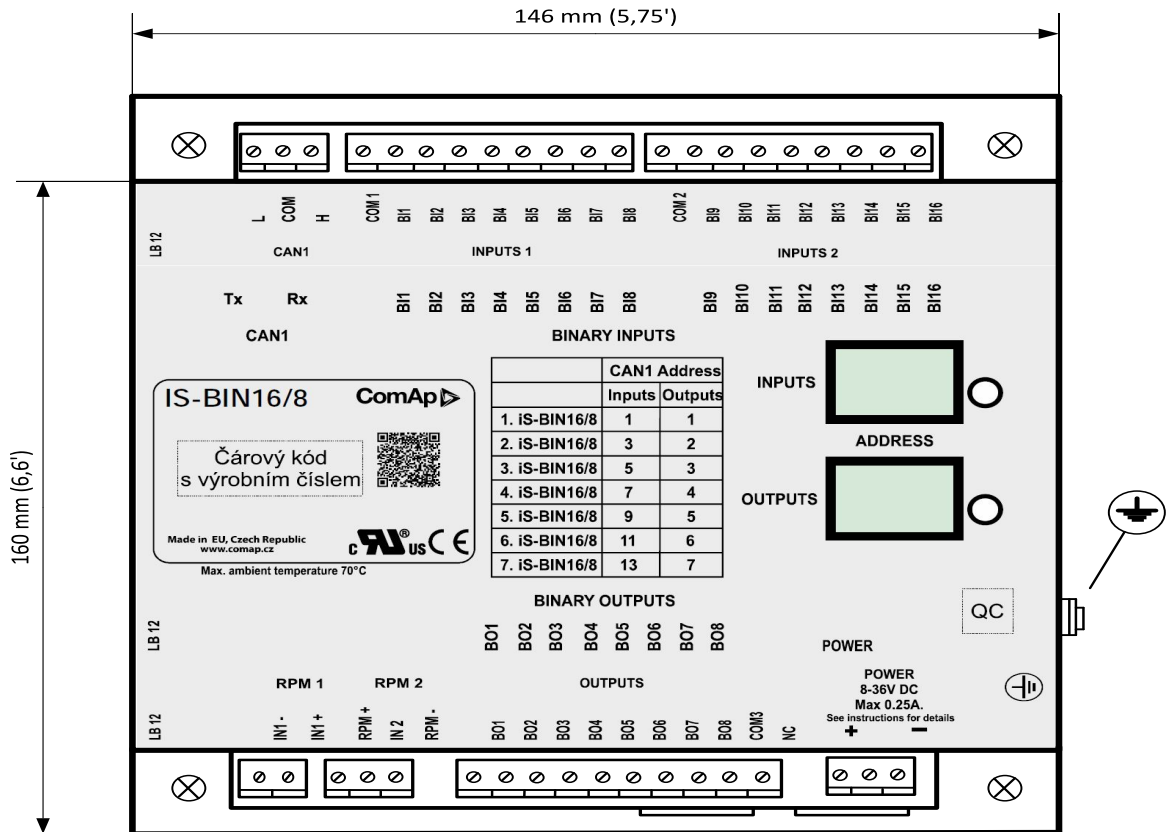 146 mm (5,75')
160 mm (6,6')
L COM H COM 1 BI1 BI2 BI3 BI4 BI5 BI6 BI7 BI8 COM 2 BI9 BI10 BI11 BI12 BI13 BI14 BI15 BI16
LB 12
CAN1 INPUTS 1 INPUTS 2
Tx Rx BI1 BI2 BI3 BI4 BI5 BI6 BI7 BI8 BI9 BI10 BI11 BI12 BI13 BI14 BI15 BI16
CAN1 BINARY INPUTS
IS-BIN16/8 ComAp
Čárový kód
s výrobním číslem
Made in EU, Czech Republic
www.comap.cz
c RU ® US CE
Max. ambient temperature 70°C
CAN1 Address
Inputs Outputs
1. iS-BIN16/8 1 1
2. iS-BIN16/8 3 2
3. iS-BIN16/8 5 3
4. iS-BIN16/8 7 4
5. iS-BIN16/8 9 5
6. iS-BIN16/8 11 6
7. iS-BIN16/8 13 7
INPUTS
ADDRESS
OUTPUTS
QC
BINARY OUTPUTS
LB 12
BO1 BO2 BO3 BO4 BO5 BO6 BO7 BO8
POWER
RPM 1 RPM 2 OUTPUTS
POWER
8-36V DC
Max 0.25A.
See instructions for details
+ −
LB 12
IN1 - IN1 + RPM + IN 2 RPM - BO1 BO2 BO3 BO4 BO5 BO6 BO7 BO8 COM3 NC